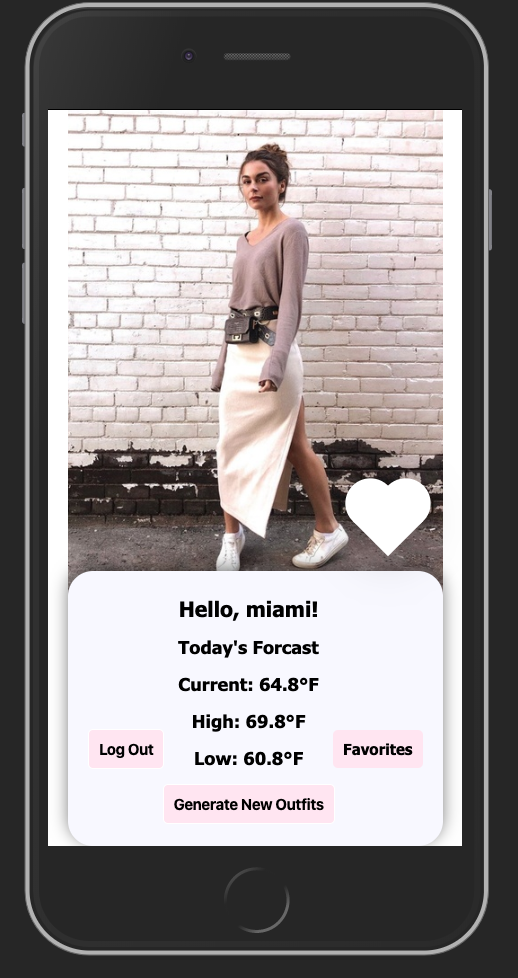 Hello, miami!
Today's Forcast
Current: 64.8°F
High: 69.8°F
Low: 60.8°F
Log Out
Favorites
Generate New Outfits